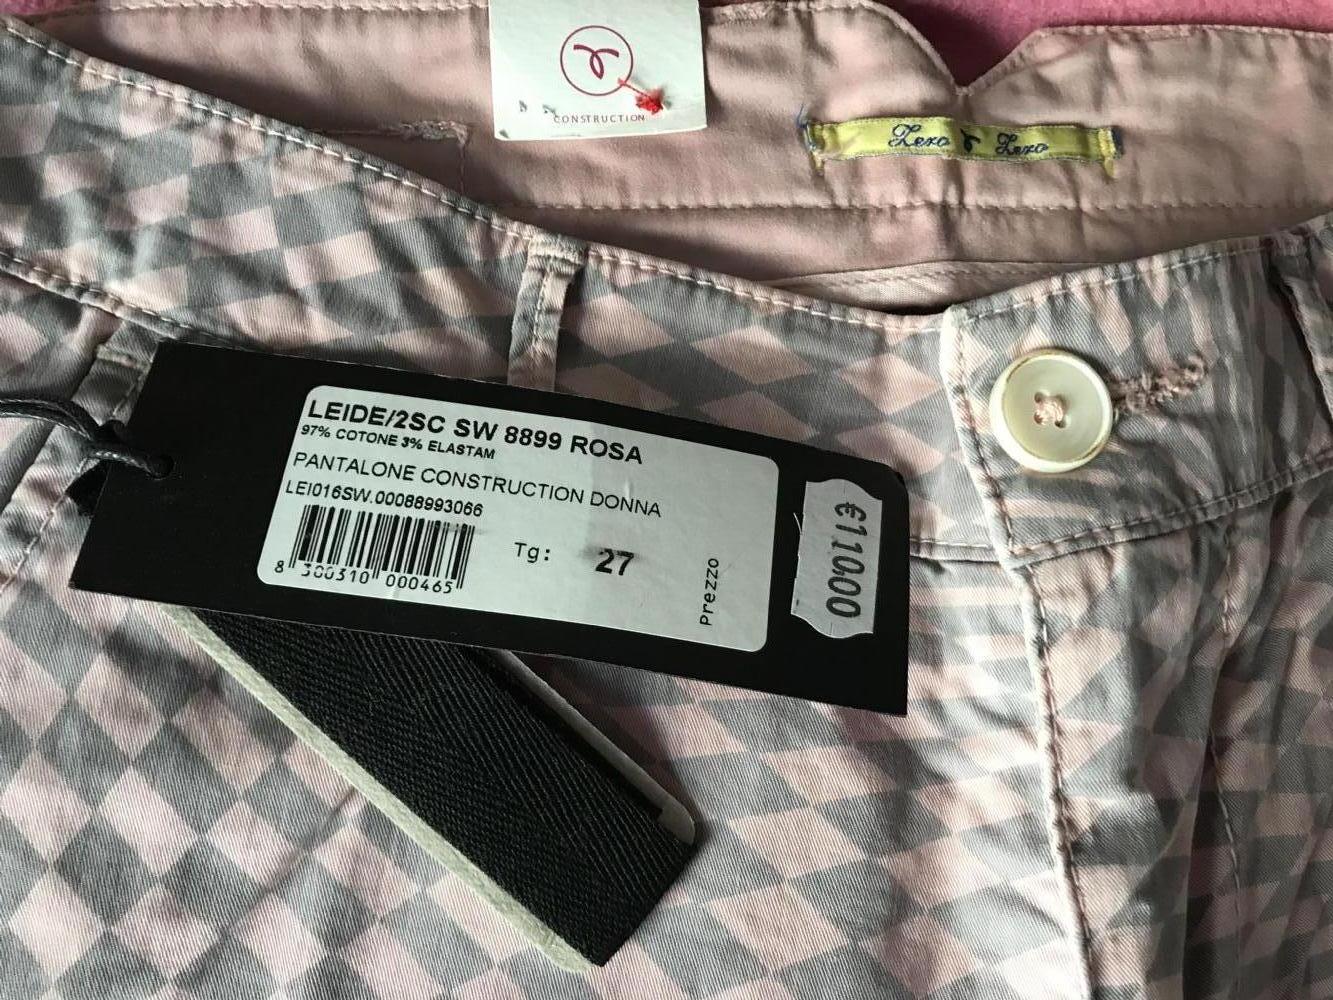 CONSTRUCTION
Zero Zero
LEIDE/2SC SW 8899 ROSA
97% COTONE 3% ELASTAM
PANTALONE CONSTRUCTION DONNA
LEI016SW.00088993066
8 300310 000465
Tg: 27
Prezzo
€110.00